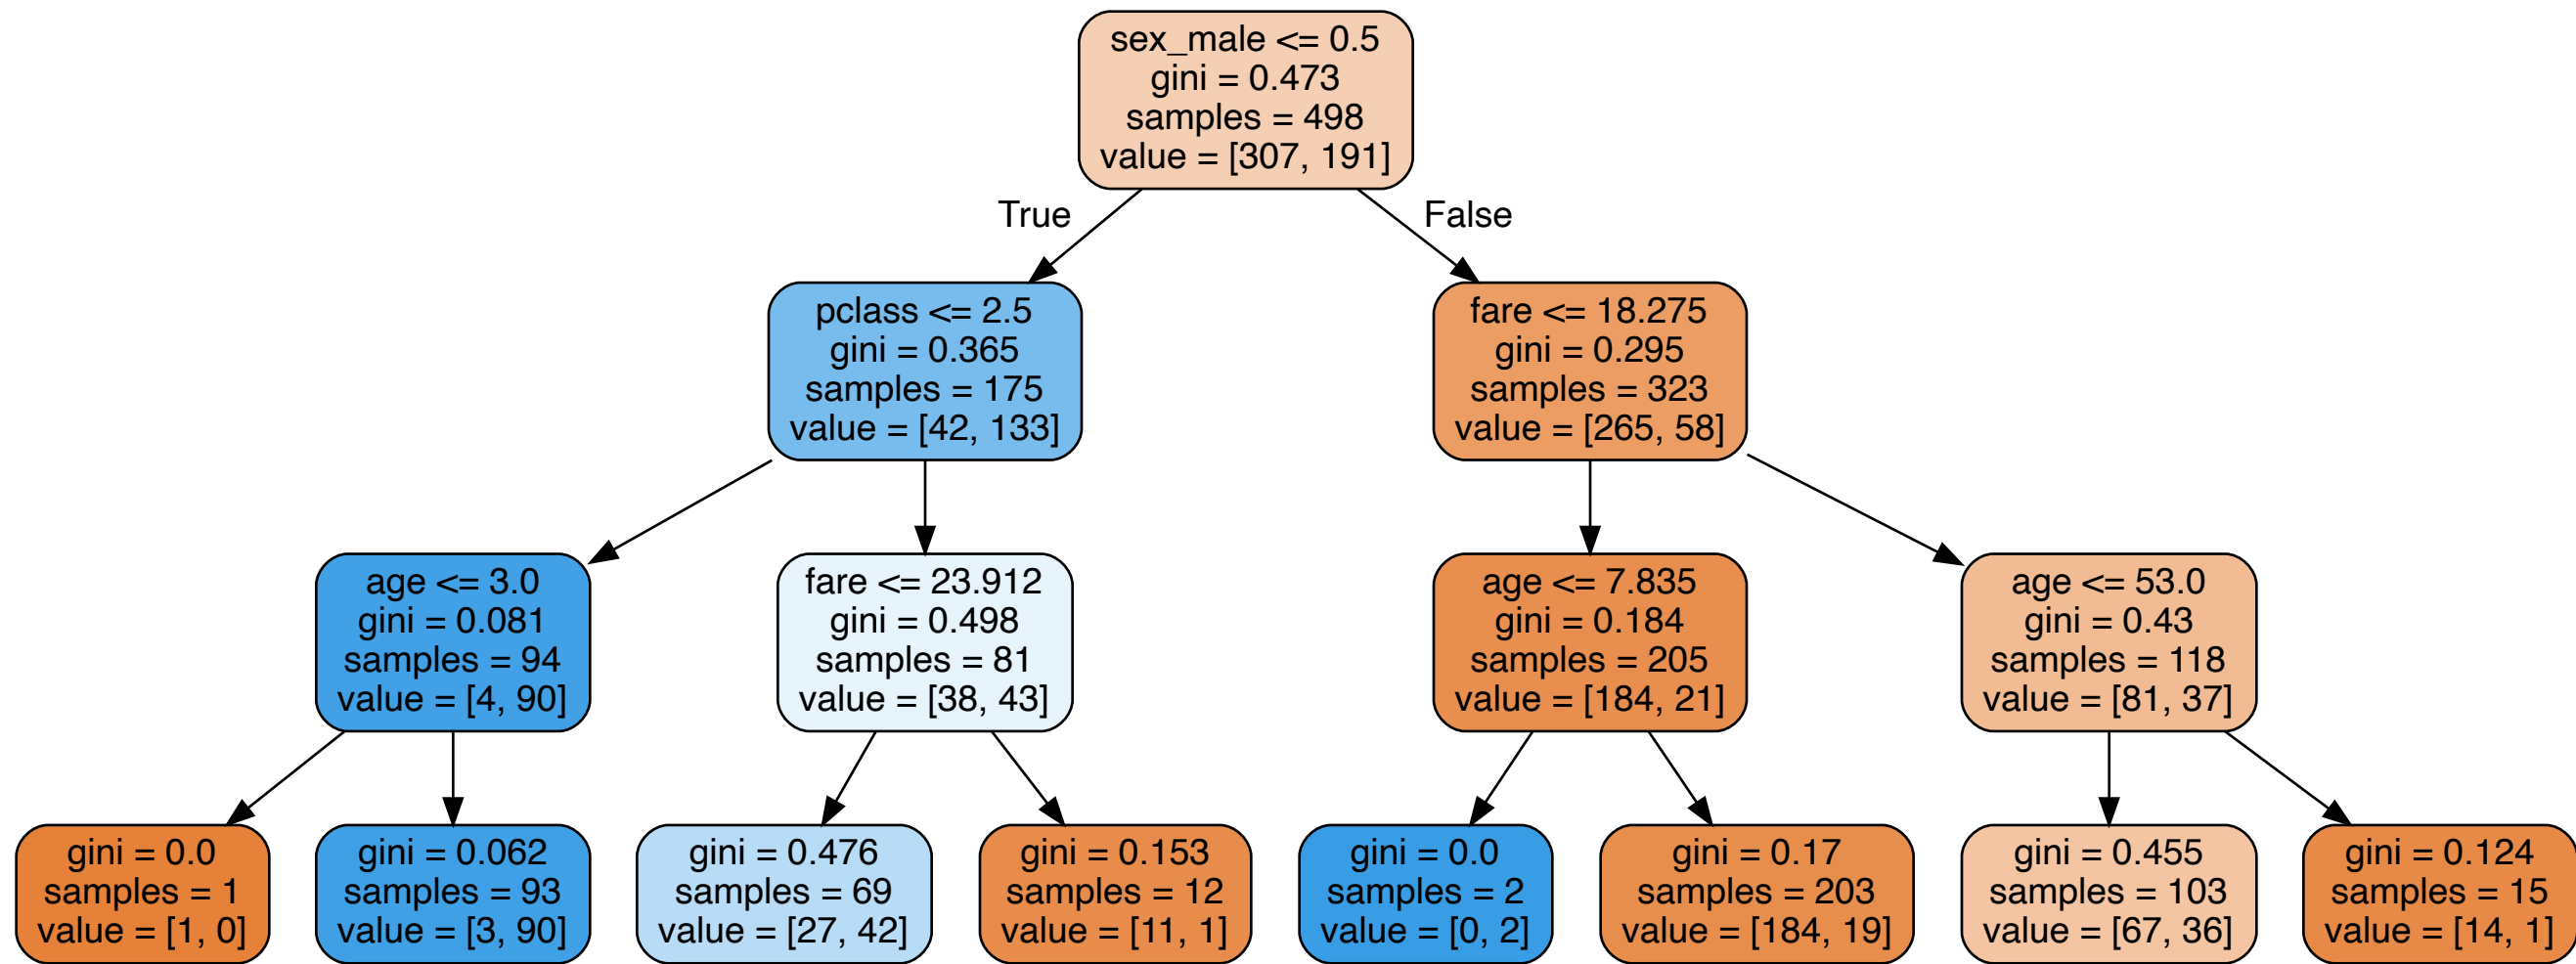 sex_male <= 0.5
gini = 0.473
samples = 498
value = [307, 191]
True
False
pclass <= 2.5
gini = 0.365
samples = 175
value = [42, 133]
fare <= 18.275
gini = 0.295
samples = 323
value = [265, 58]
age <= 3.0
gini = 0.081
samples = 94
value = [4, 90]
fare <= 23.912
gini = 0.498
samples = 81
value = [38, 43]
age <= 7.835
gini = 0.184
samples = 205
value = [184, 21]
age <= 53.0
gini = 0.43
samples = 118
value = [81, 37]
gini = 0.0
samples = 1
value = [1, 0]
gini = 0.062
samples = 93
value = [3, 90]
gini = 0.476
samples = 69
value = [27, 42]
gini = 0.153
samples = 12
value = [11, 1]
gini = 0.0
samples = 2
value = [0, 2]
gini = 0.17
samples = 203
value = [184, 19]
gini = 0.455
samples = 103
value = [67, 36]
gini = 0.124
samples = 15
value = [14, 1]